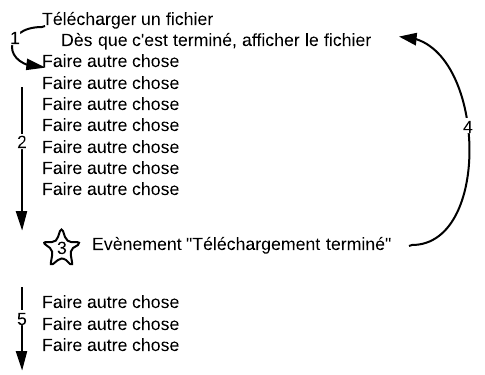 Télécharger un fichier
1
Dès que c'est terminé, afficher le fichier
Faire autre chose
Faire autre chose
Faire autre chose
Faire autre chose
2
4
Faire autre chose
Faire autre chose
Faire autre chose
3 Evènement "Téléchargement terminé"
Faire autre chose
5
Faire autre chose
Faire autre chose